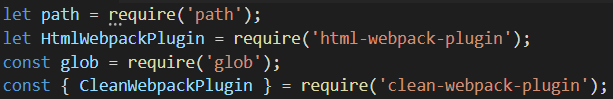 let path = require('path');
let HtmlWebpackPlugin = require('html-webpack-plugin');
const glob = require('glob');
const { CleanWebpackPlugin } = require('clean-webpack-plugin');